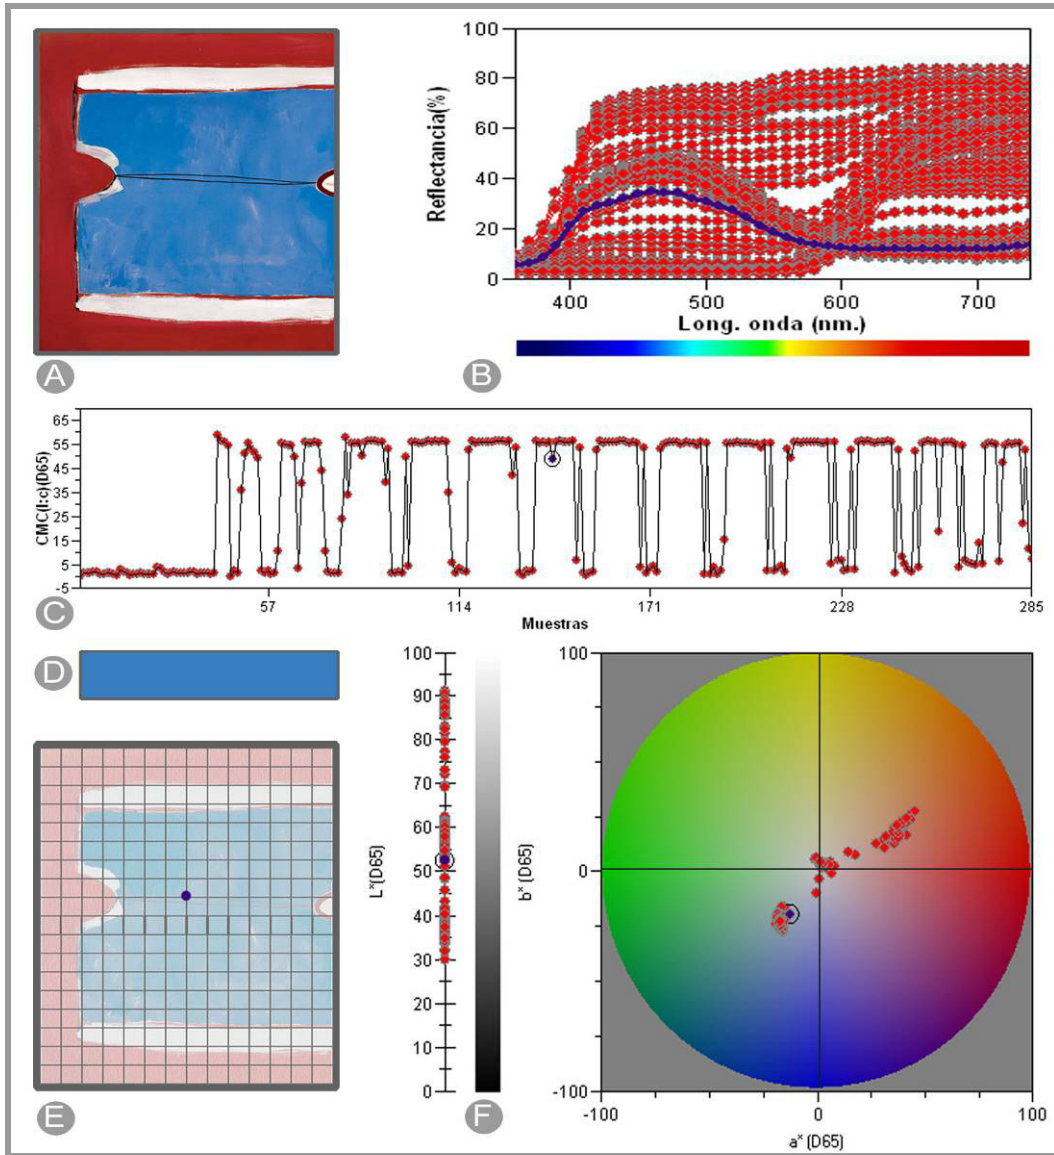 A
100
80
60
40
20
0
Reflectancia(%)
400 500 600 700
Long. onda (nm.)
B
65
55
45
35
25
15
5
-5
CMC(l:c)(D65)
57 114 171 228 285
Muestras
C
D
E
100
90
80
70
60
50
40
30
20
10
0
L* (D65)
F
100
0
-100
b* (D65)
-100 0 100
a* (D65)